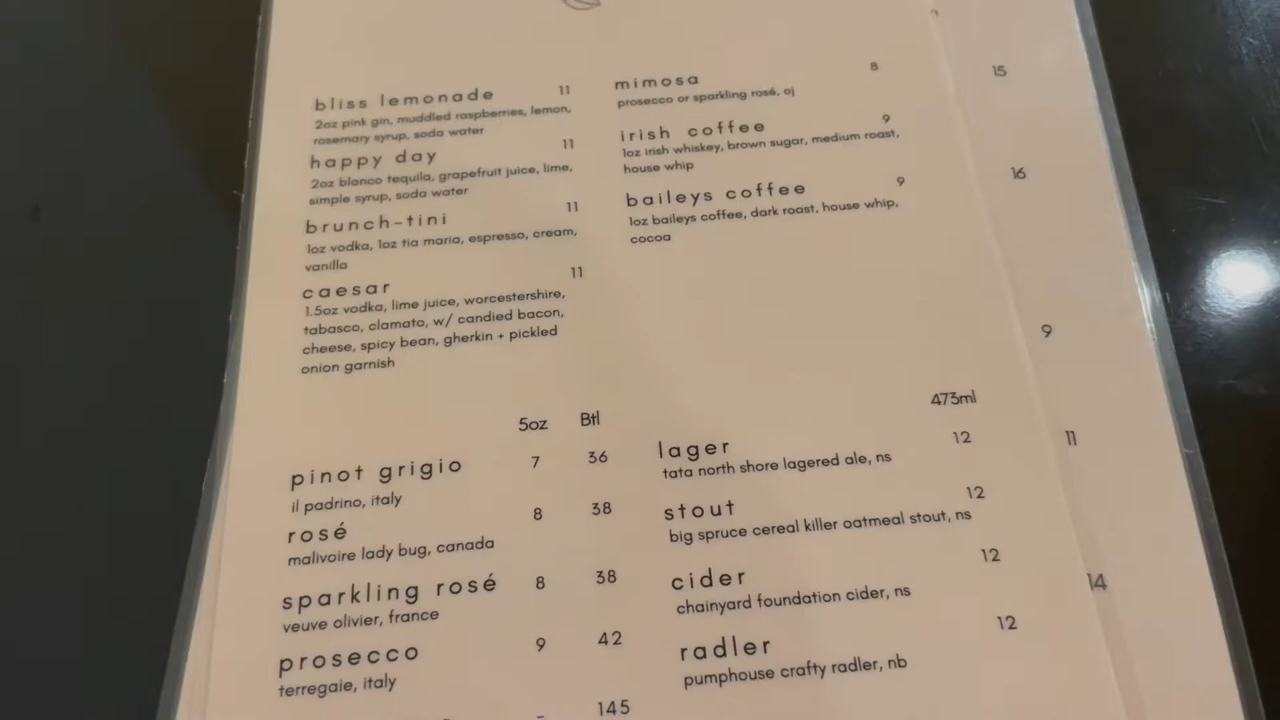 bliss lemonade 11
2oz pink gin, muddled raspberries, lemon,
rosemary syrup, soda water
happy day 11
2oz blanco tequila, grapefruit juice, lime,
simple syrup, soda water
brunch-tini 11
1oz vodka, 1oz tia maria, espresso, cream,
vanilla
caesar 11
1.5oz vodka, lime juice, worcestershire,
tabasco, clamato, w/ candied bacon,
cheese, spicy bean, gherkin + pickled
onion garnish
mimosa 8
prosecco or sparkling rosé, oj
irish coffee 9
1oz irish whiskey, brown sugar, medium roast,
house whip
baileys coffee 9
1oz baileys coffee, dark roast, house whip,
cocoa
5oz Btl
pinot grigio 7 36
il padrino, italy
rosé 8 38
malivoire lady bug, canada
sparkling rosé 8 38
veuve olivier, france
prosecco 9 42
terregaie, italy
- 145
473ml
lager 12
tata north shore lagered ale, ns
stout 12
big spruce cereal killer oatmeal stout, ns
cider 12
chainyard foundation cider, ns
radler 12
pumphouse crafty radler, nb
15
16
9
11
14